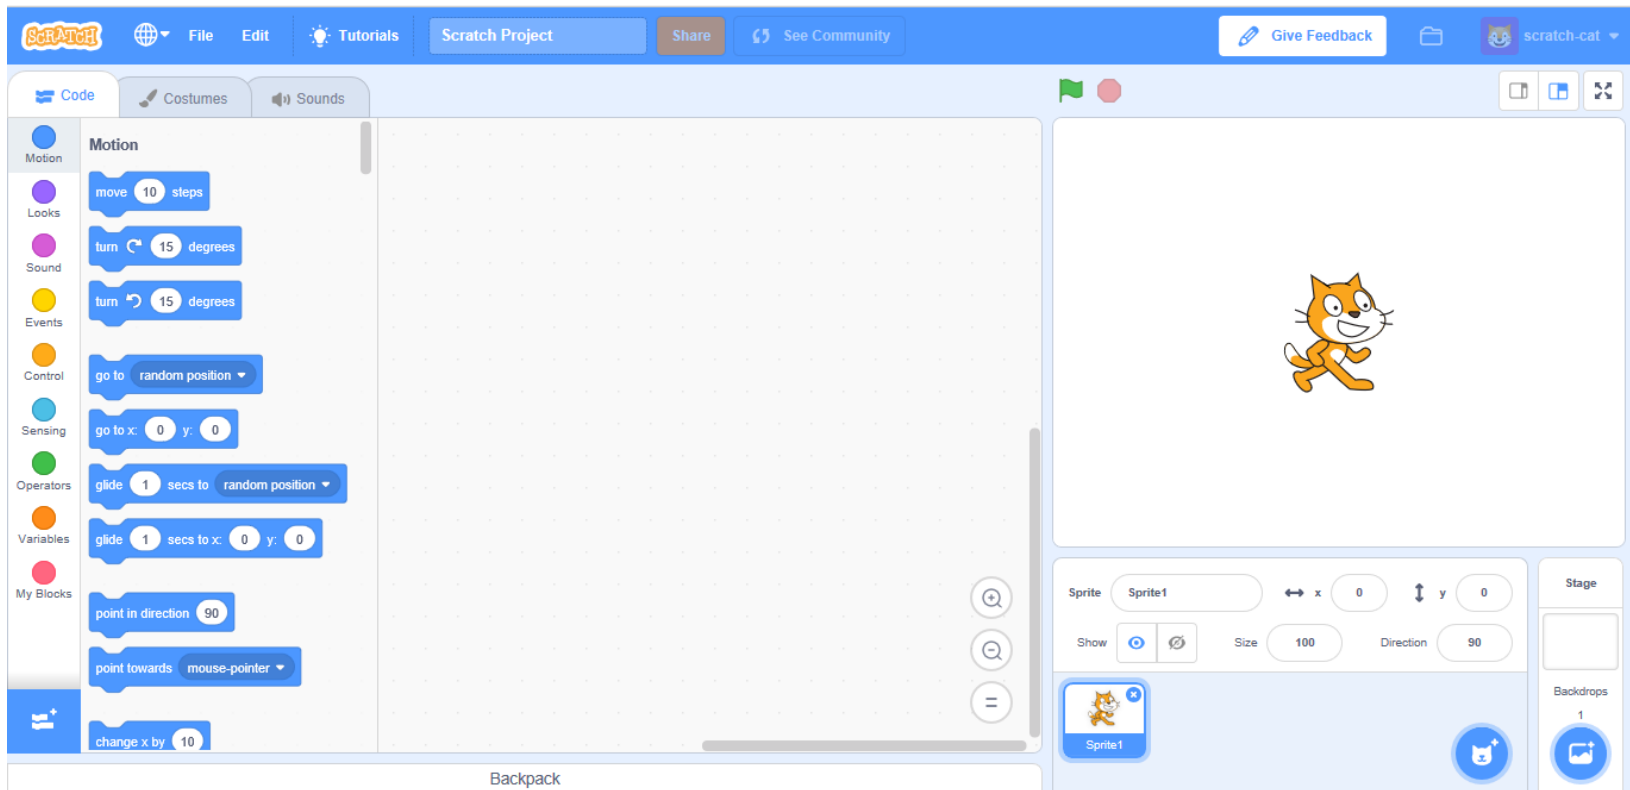 SCRATCH File Edit Tutorials Scratch Project Share See Community Give Feedback scratch-cat
Code Costumes Sounds
Motion
Looks
Sound
Events
Control
Sensing
Operators
Variables
My Blocks
Motion
move 10 steps
turn 15 degrees
turn 15 degrees
go to random position
go to x: 0 y: 0
glide 1 secs to random position
glide 1 secs to x: 0 y: 0
point in direction 90
point towards mouse-pointer
change x by 10
Backpack
Sprite Sprite1 x 0 y 0
Show Size 100 Direction 90
Sprite1
Stage
Backdrops
1